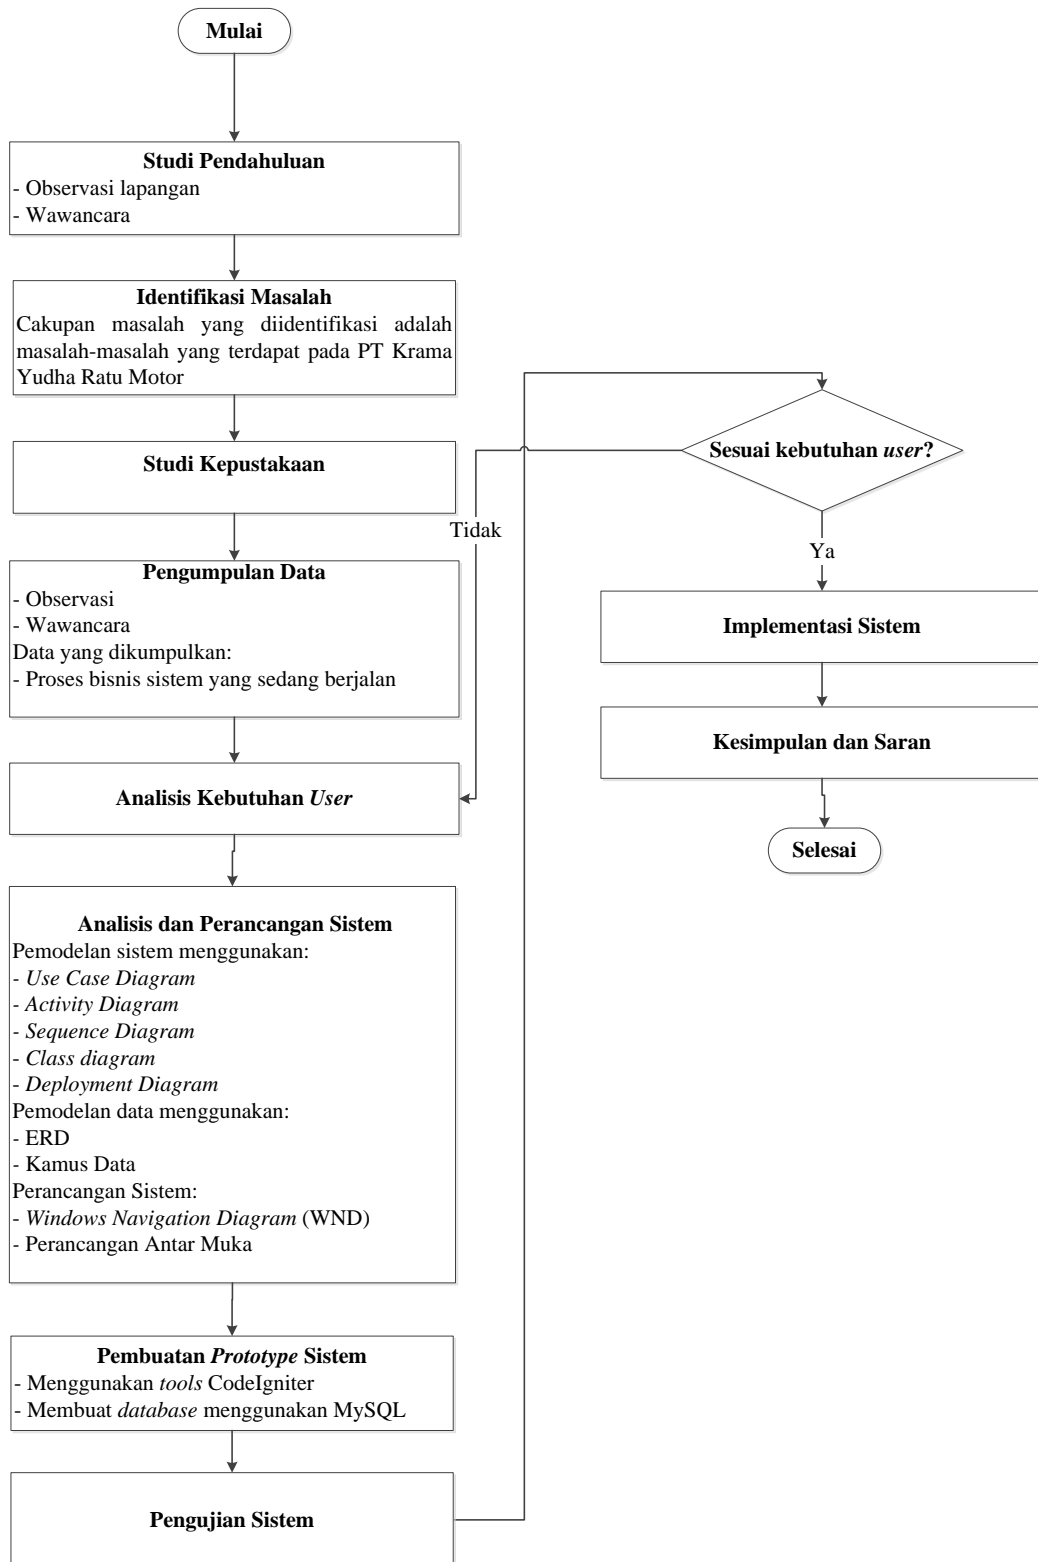 Mulai
Studi Pendahuluan
- Observasi lapangan
- Wawancara
Identifikasi Masalah
Cakupan masalah yang diidentifikasi adalah
masalah-masalah yang terdapat pada PT Krama
Yudha Ratu Motor
Studi Kepustakaan
Pengumpulan Data
- Observasi
- Wawancara
Data yang dikumpulkan:
- Proses bisnis sistem yang sedang berjalan
Analisis Kebutuhan User
Analisis dan Perancangan Sistem
Pemodelan sistem menggunakan:
- Use Case Diagram
- Activity Diagram
- Sequence Diagram
- Class diagram
- Deployment Diagram
Pemodelan data menggunakan:
- ERD
- Kamus Data
Perancangan Sistem:
- Windows Navigation Diagram (WND)
- Perancangan Antar Muka
Pembuatan Prototype Sistem
- Menggunakan tools CodeIgniter
- Membuat database menggunakan MySQL
Pengujian Sistem
Sesuai kebutuhan user?
Tidak
Ya
Implementasi Sistem
Kesimpulan dan Saran
Selesai